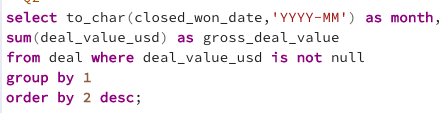 select to_char(closed_won_date,'YYYY-MM') as month,
sum(deal_value_usd) as gross_deal_value
from deal where deal_value_usd is not null
group by 1
order by 2 desc;